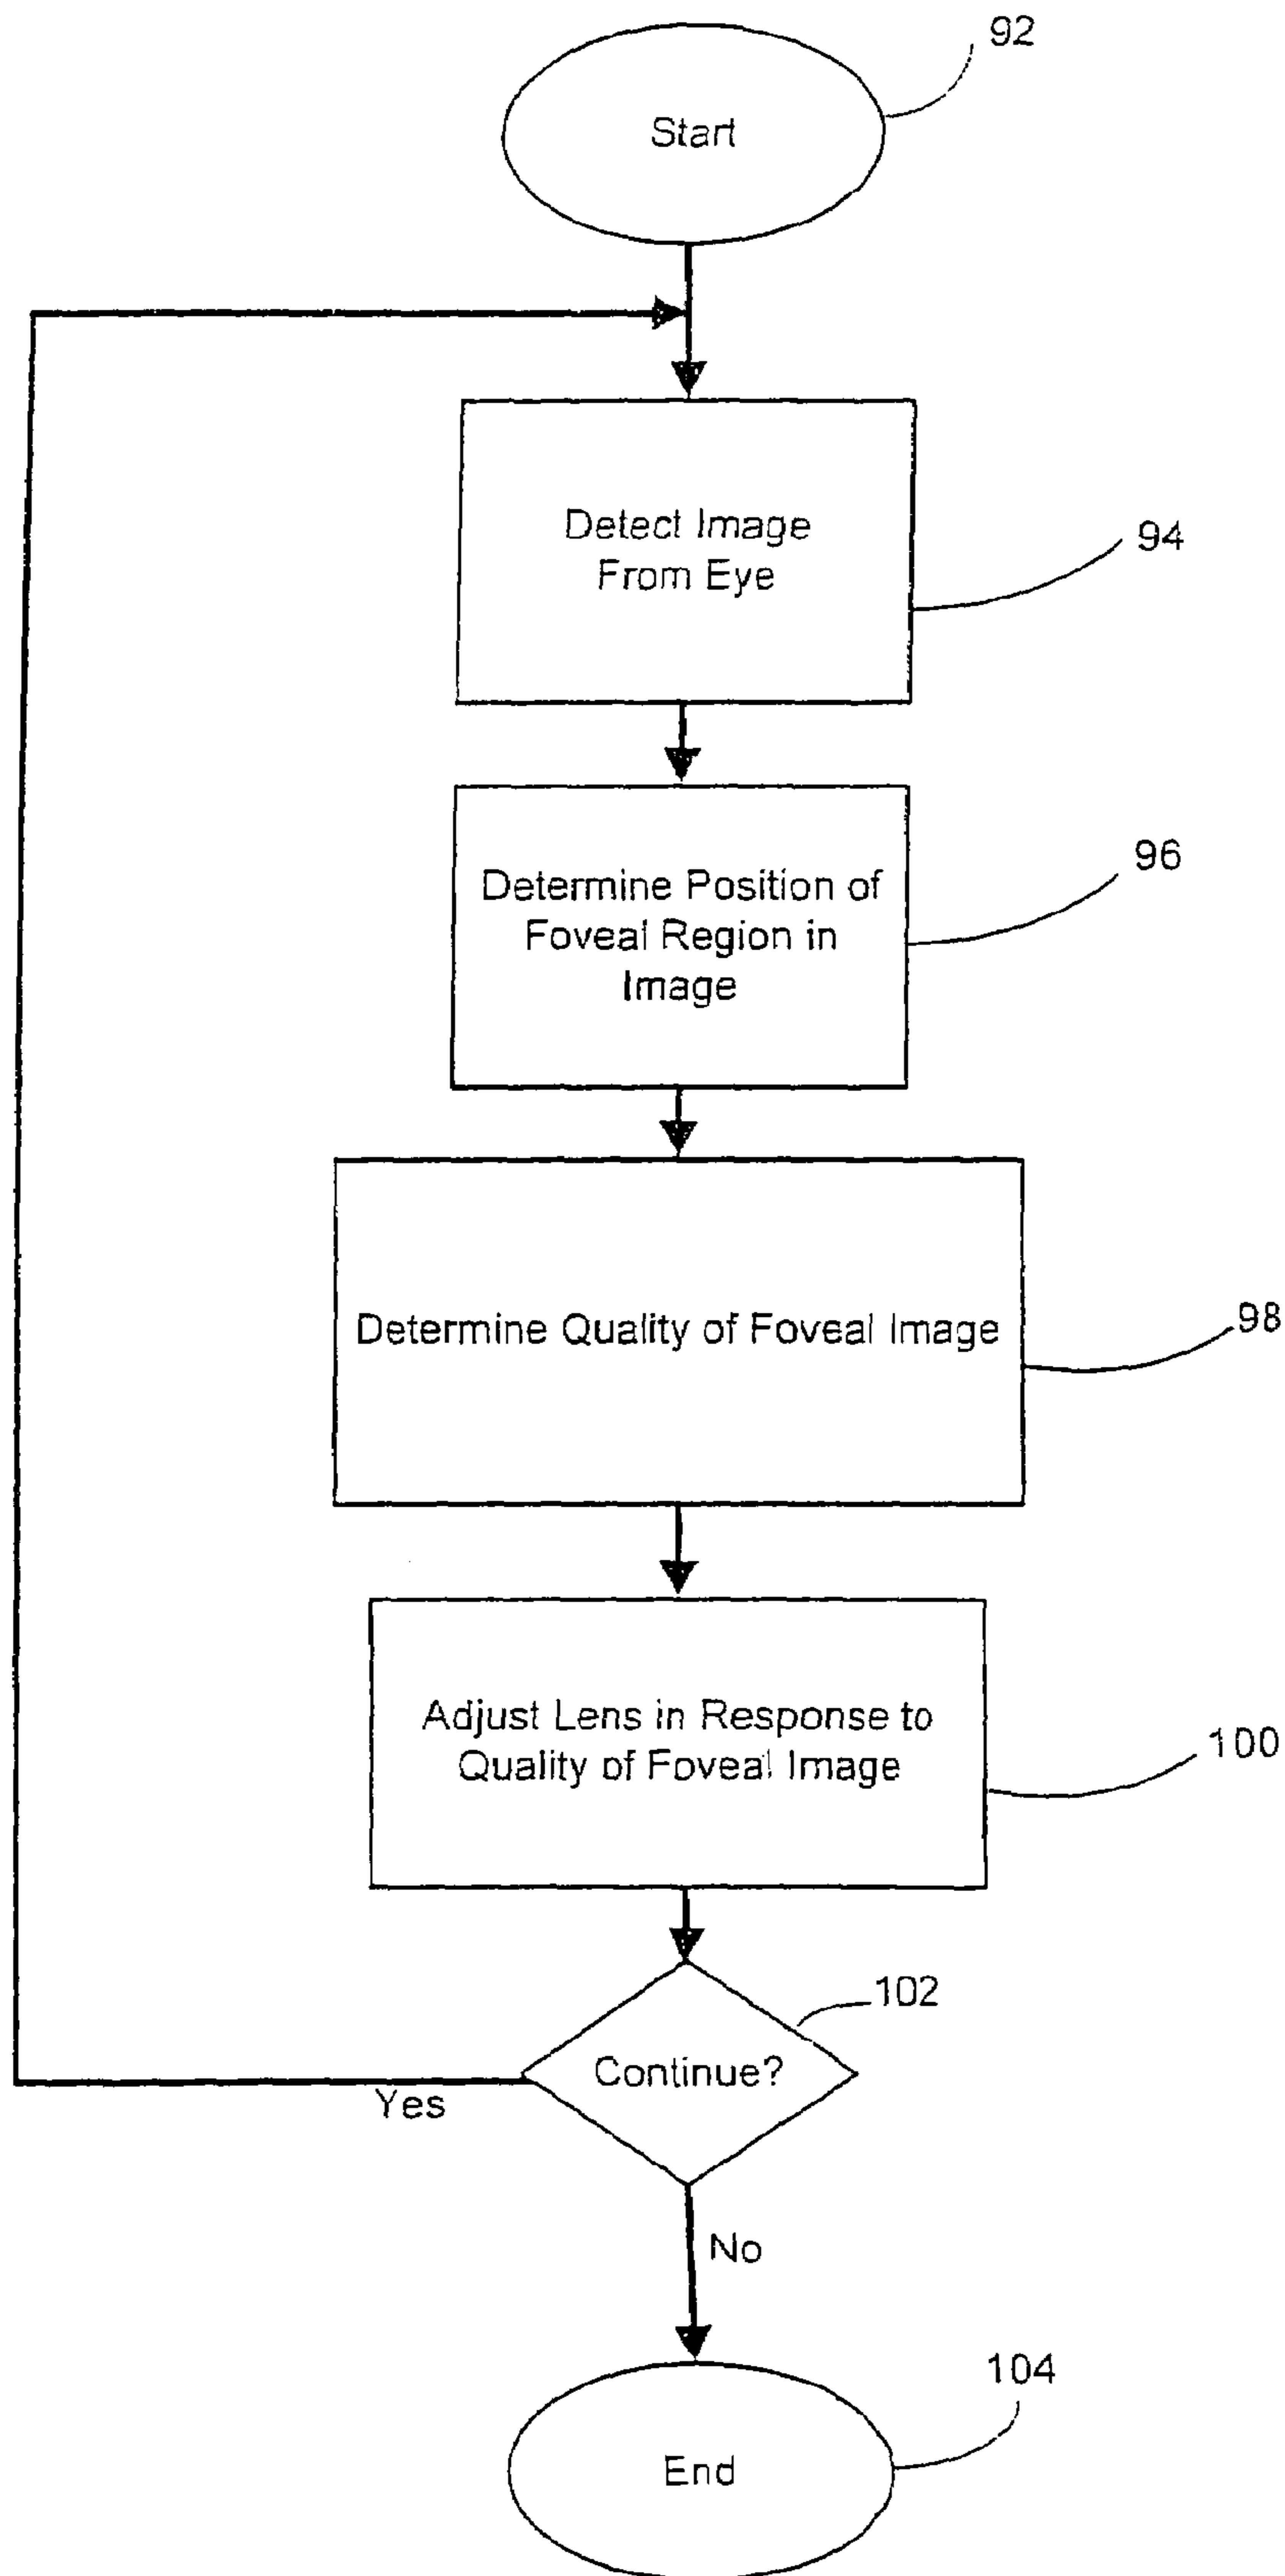 92
Start
Detect Image
From Eye
94
Determine Position of
Foveal Region in
Image
96
Determine Quality of Foveal Image
98
Adjust Lens in Response to
Quality of Foveal Image
100
102
Continue?
Yes
No
104
End